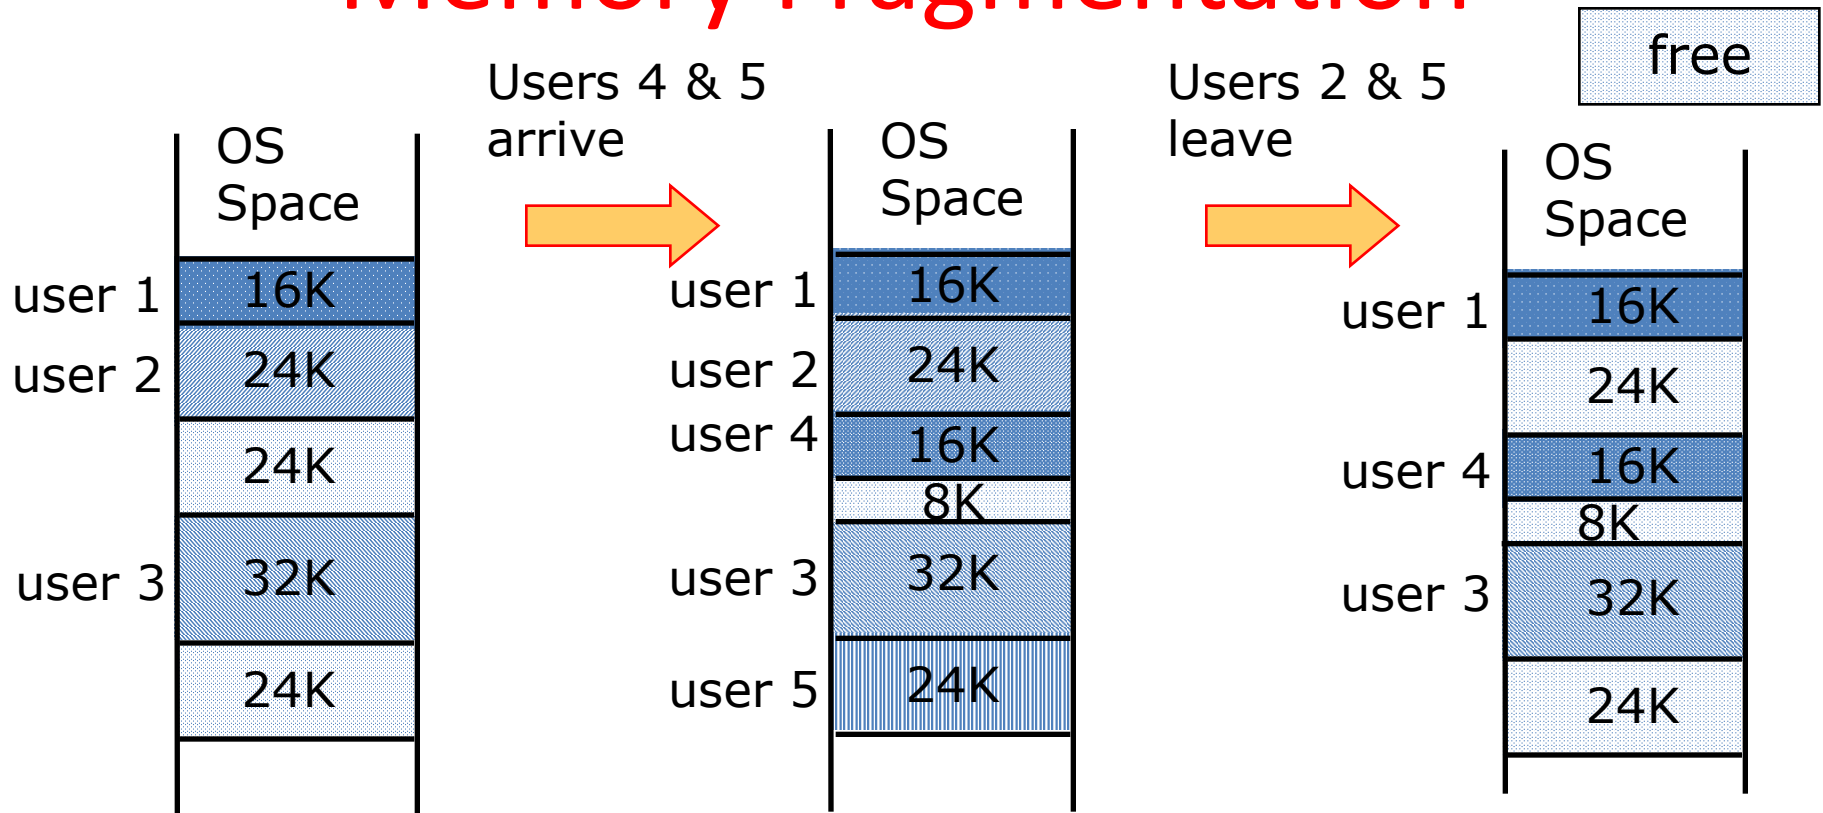 Memory Fragmentation
free
Users 4 & 5
arrive
Users 2 & 5
leave
OS
Space
user 1 16K
user 2 24K
24K
user 3 32K
24K
OS
Space
user 1 16K
user 2 24K
user 4 16K
8K
user 3 32K
user 5 24K
OS
Space
user 1 16K
24K
user 4 16K
8K
user 3 32K
24K